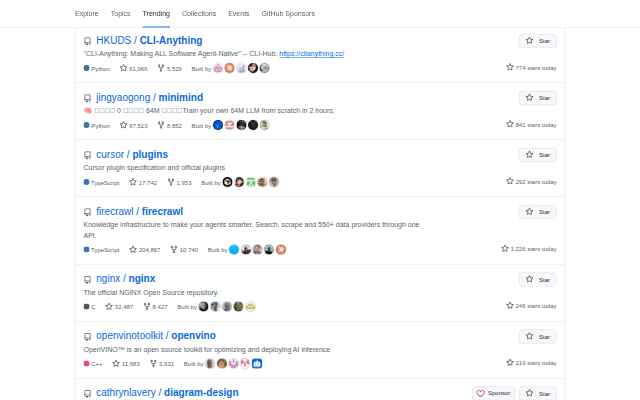 Explore Topics Trending Collections Events GitHub Sponsors
HKUDS / CLI-Anything
Star
"CLI-Anything: Making ALL Software Agent-Native" -- CLI-Hub: https://clianything.cc/
Python 61,066 5,529 Built by 774 stars today
jingyaogong / minimind
Star
0 64M Train your own 64M LLM from scratch in 2 hours.
Python 67,523 8,852 Built by 841 stars today
cursor / plugins
Star
Cursor plugin specification and official plugins
TypeScript 17,742 1,953 Built by 292 stars today
firecrawl / firecrawl
Star
Knowledge infrastructure to make your agents smarter. Search, scrape and 550+ data providers through one
API.
TypeScript 204,867 10,740 Built by 1,226 stars today
nginx / nginx
Star
The official NGINX Open Source repository.
C 32,487 8,427 Built by 246 stars today
openvinotoolkit / openvino
Star
OpenVINO™ is an open source toolkit for optimizing and deploying AI inference
C++ 11,983 3,631 Built by 219 stars today
cathrynlavery / diagram-design
Sponsor Star